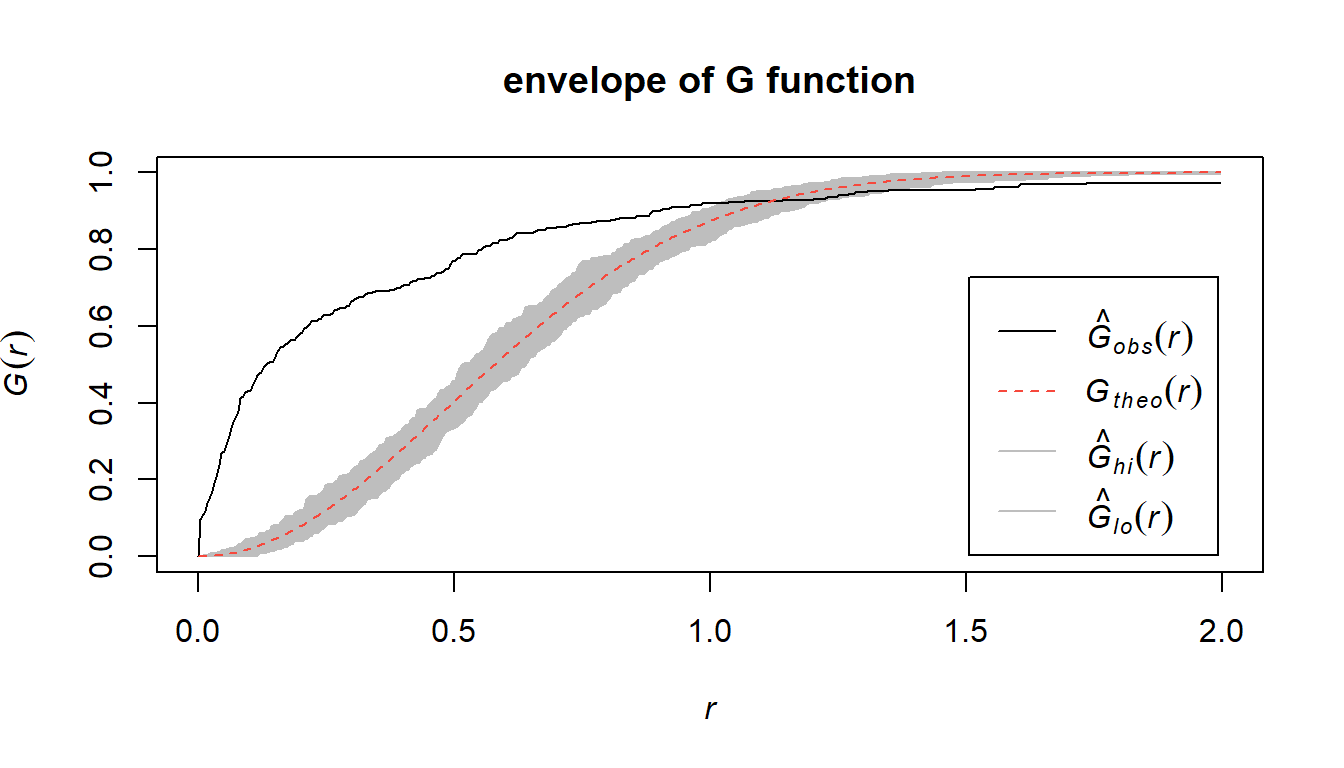 envelope of G function
G(r)
1.0
0.8
0.6
0.4
0.2
0.0
Ĝobs(r)
Gtheo(r)
Ĝhi(r)
Ĝlo(r)
0.0 0.5 1.0 1.5 2.0
r